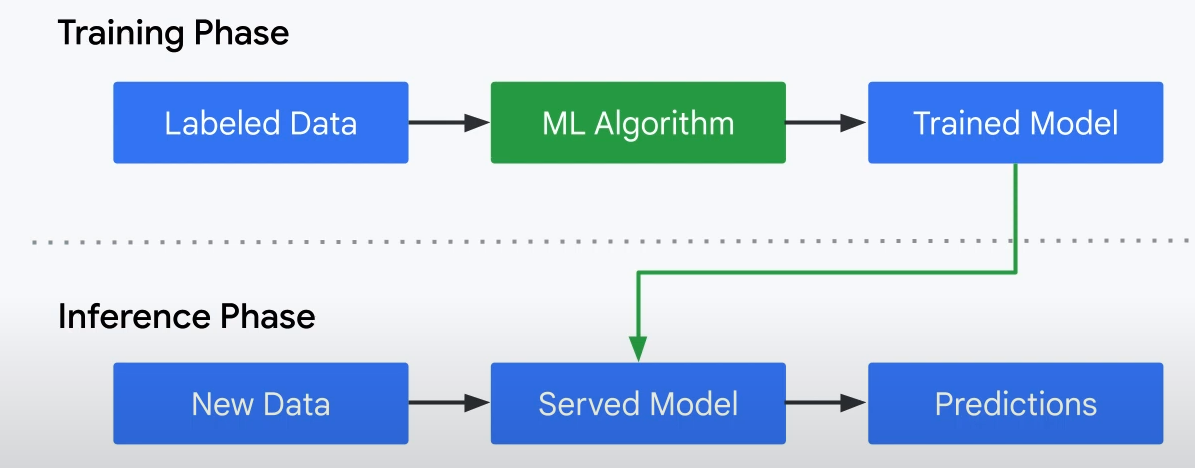 Training Phase
Labeled Data
ML Algorithm
Trained Model
Inference Phase
New Data
Served Model
Predictions